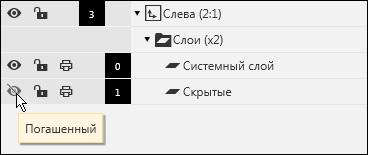 3 Слева (2:1)
Слои (x2)
0 Системный слой
1 Скрытые
Погашенный